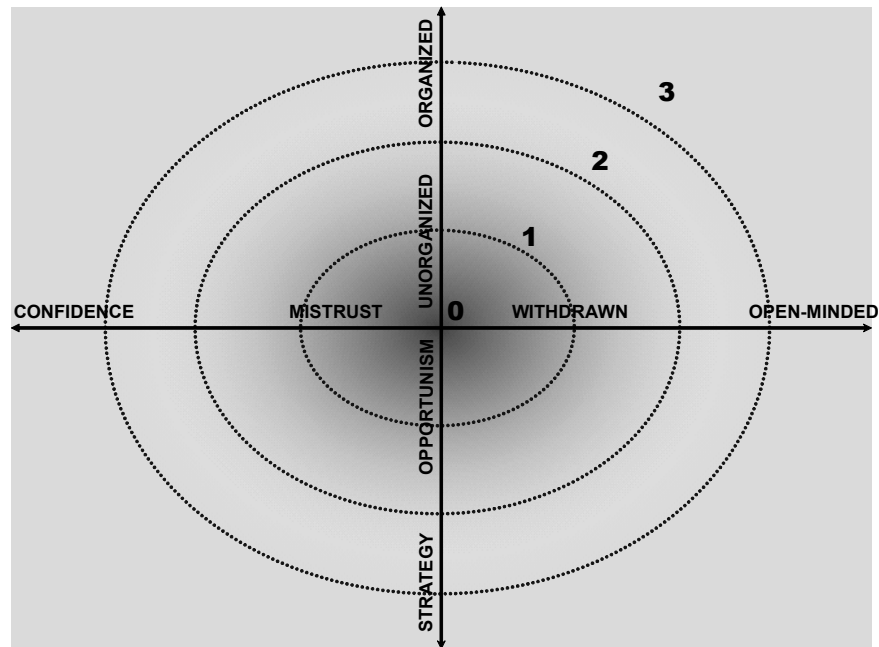 ORGANIZED
3
2
UNORGANIZED
1
CONFIDENCE
MISTRUST
0
WITHDRAWN
OPEN-MINDED
OPPORTUNISM
STRATEGY